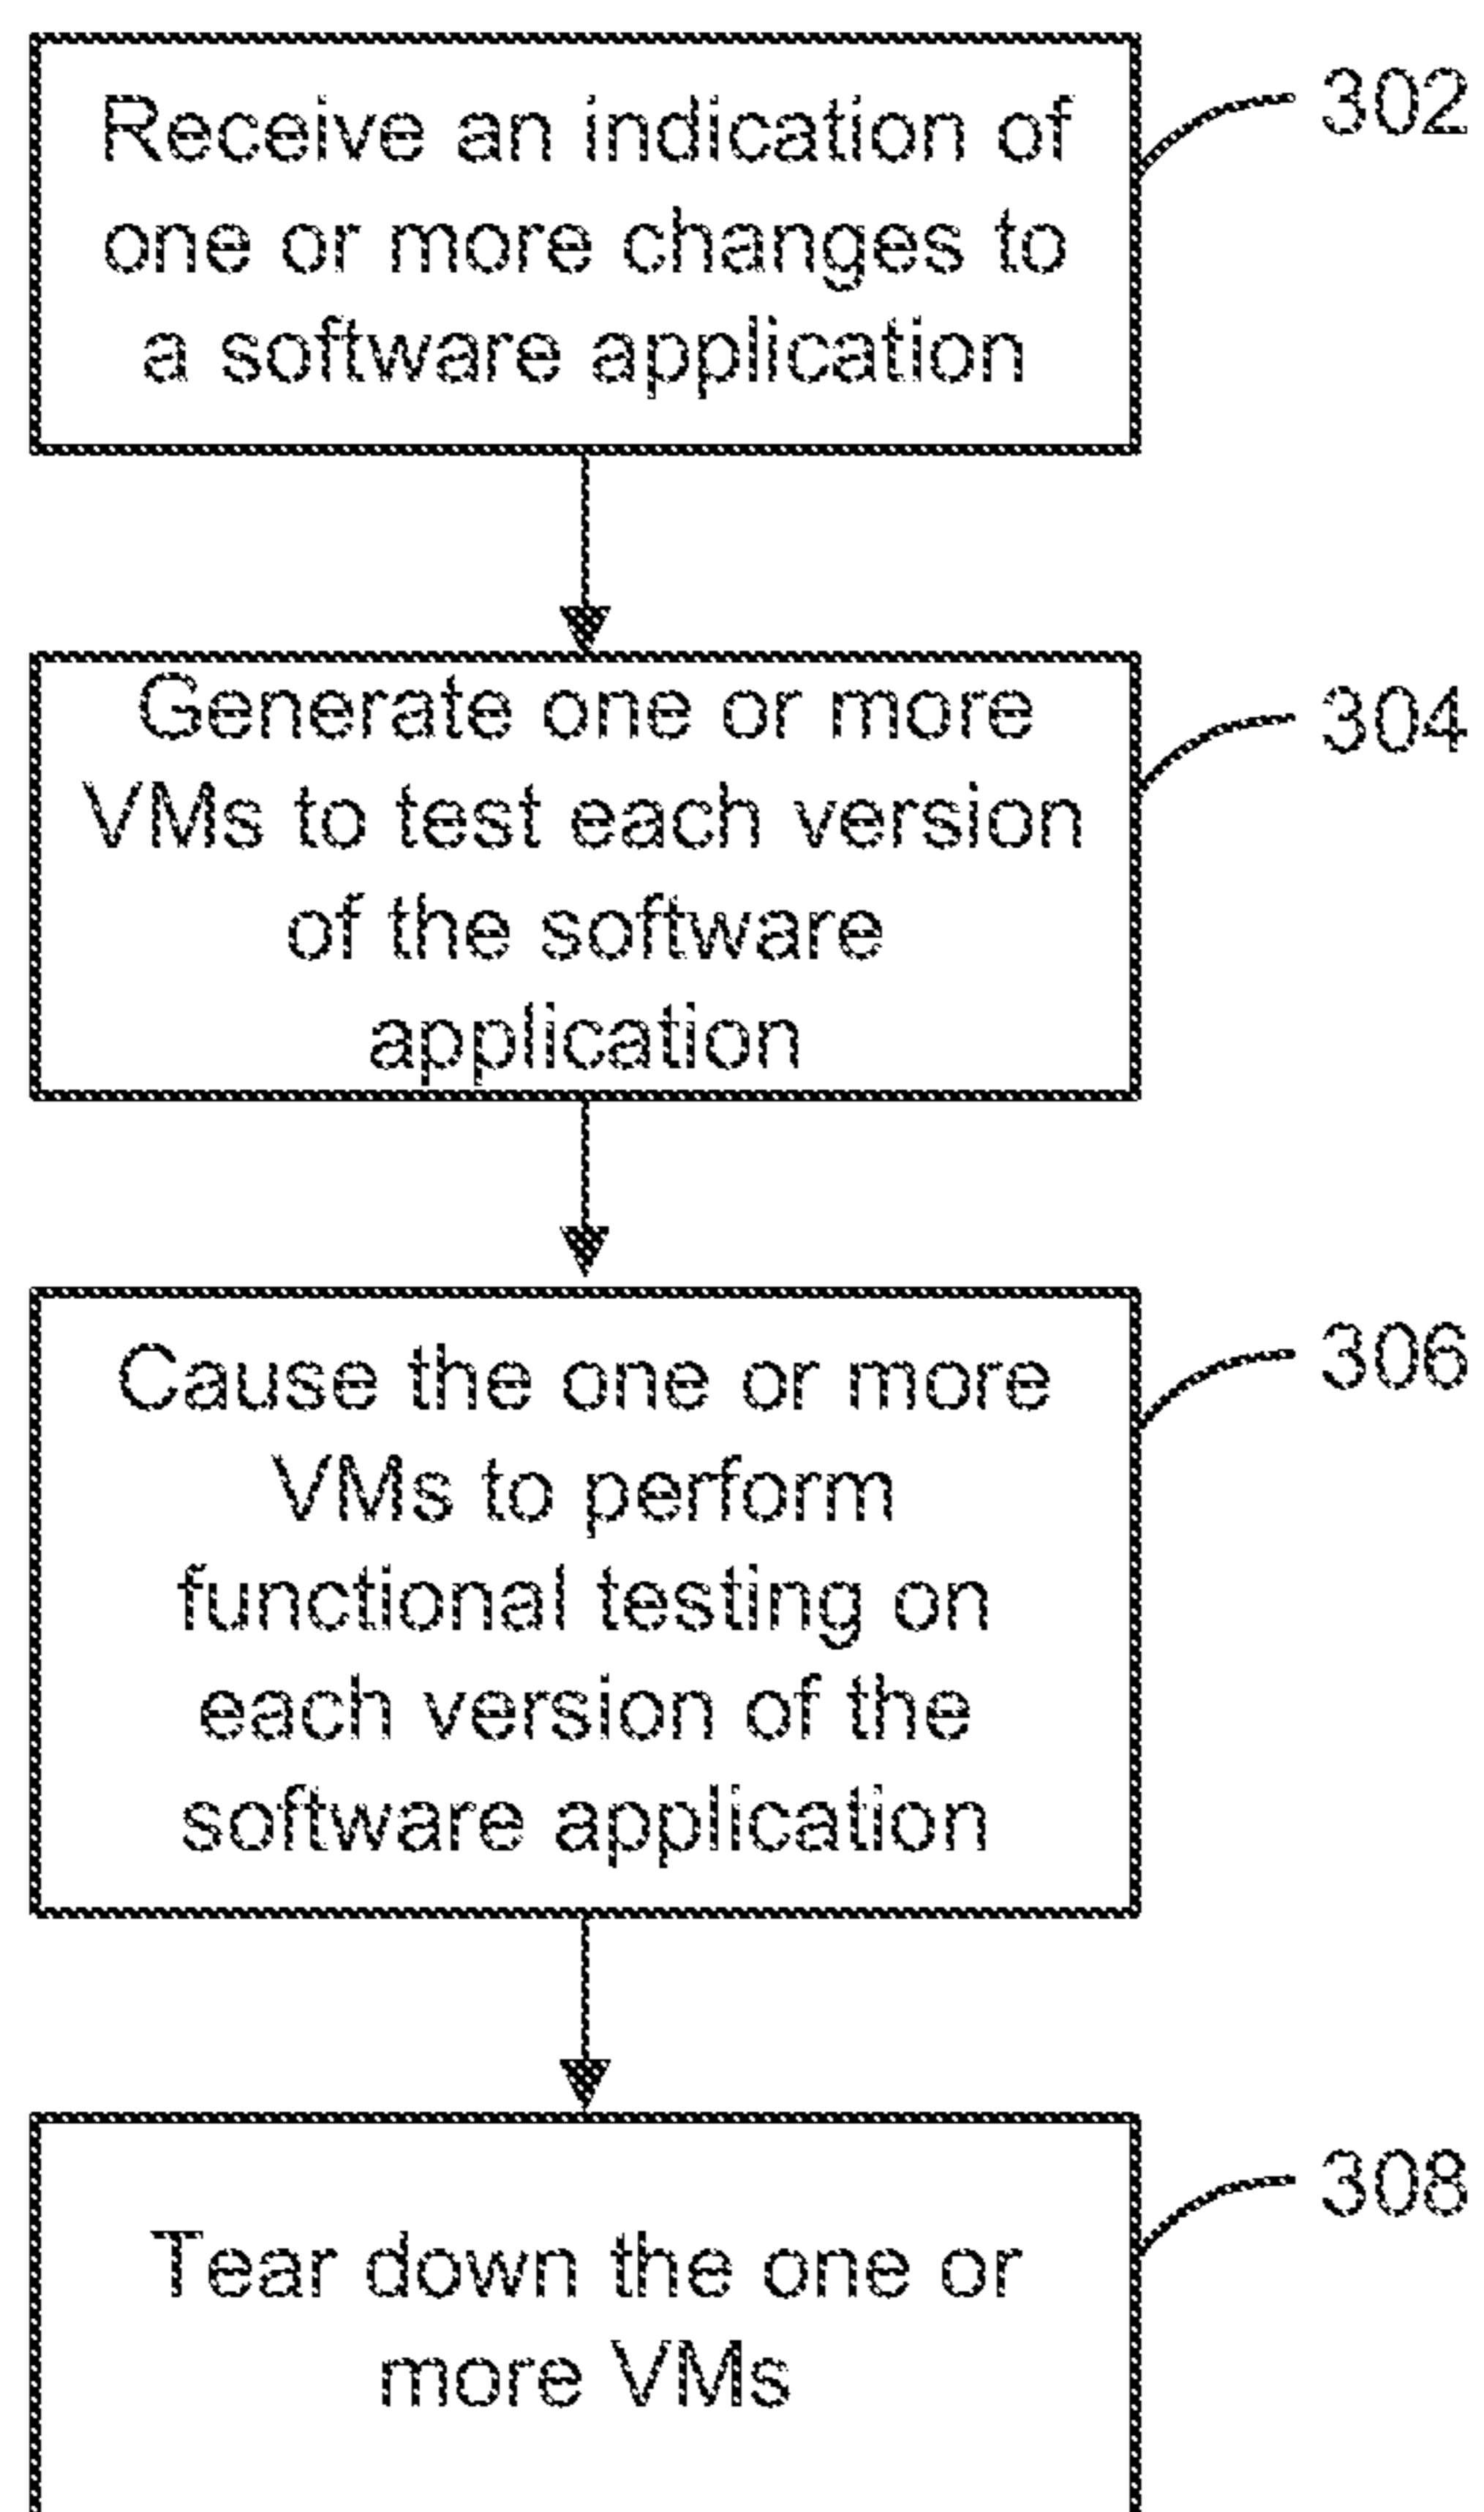 Receive an indication of
one or more changes to
a software application
302
Generate one or more
VMs to test each version
of the software
application
304
Cause the one or more
VMs to perform
functional testing on
each version of the
software application
306
Tear down the one or
more VMs
308